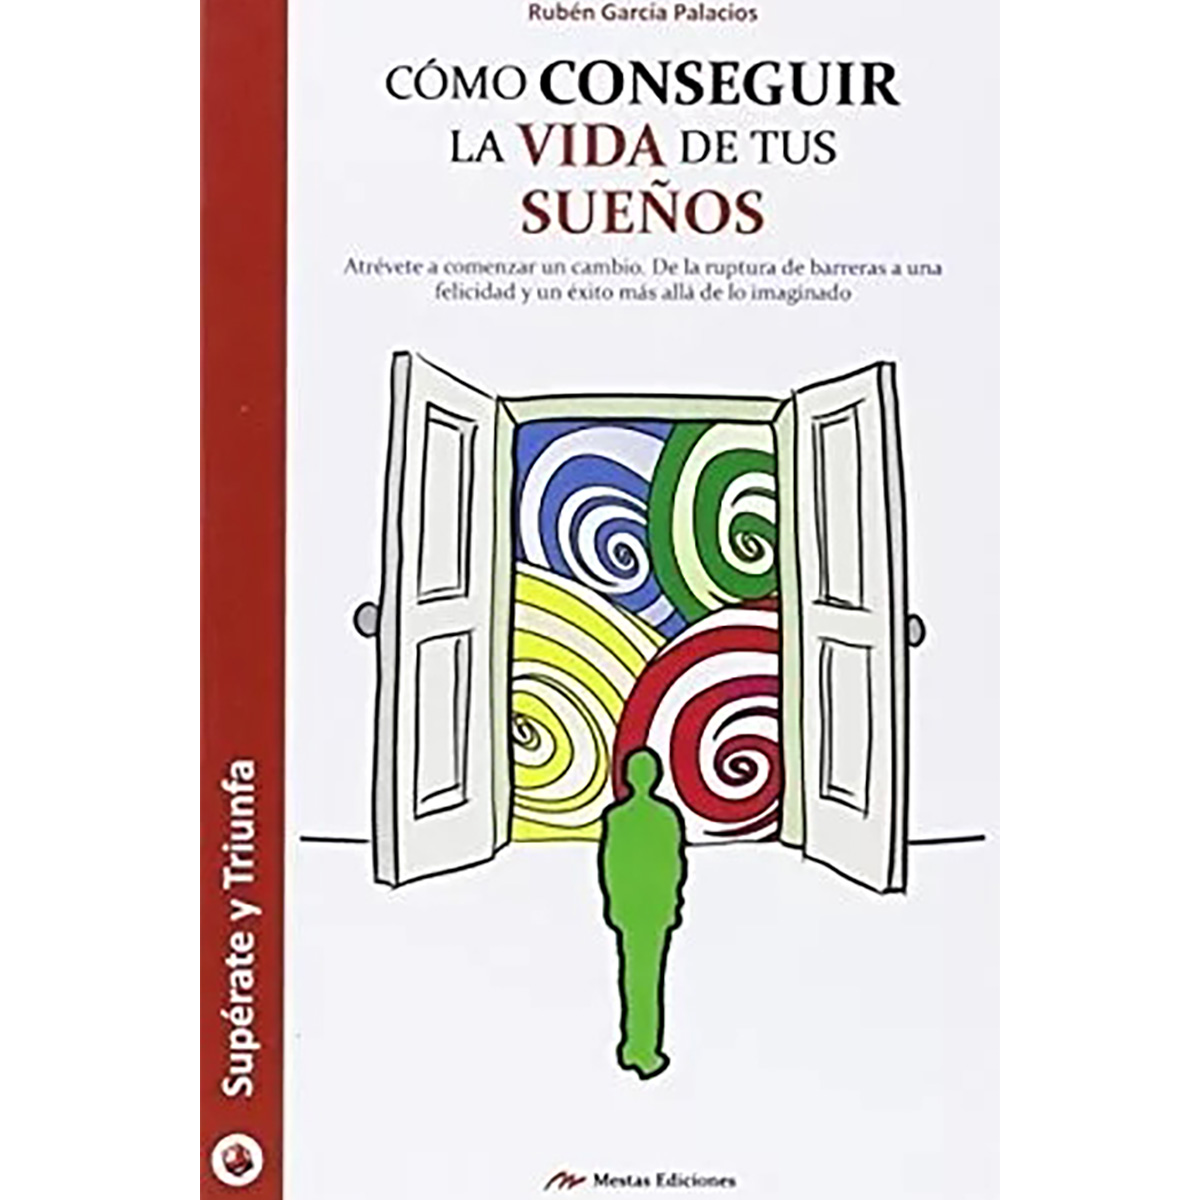 Rubén García Palacios
CÓMO CONSEGUIR
LA VIDA DE TUS
SUEÑOS
Atrévete a comenzar un cambio. De la ruptura de barreras a una
felicidad y un éxito más allá de lo imaginado
Supérate y Triunfa
Mestas Ediciones